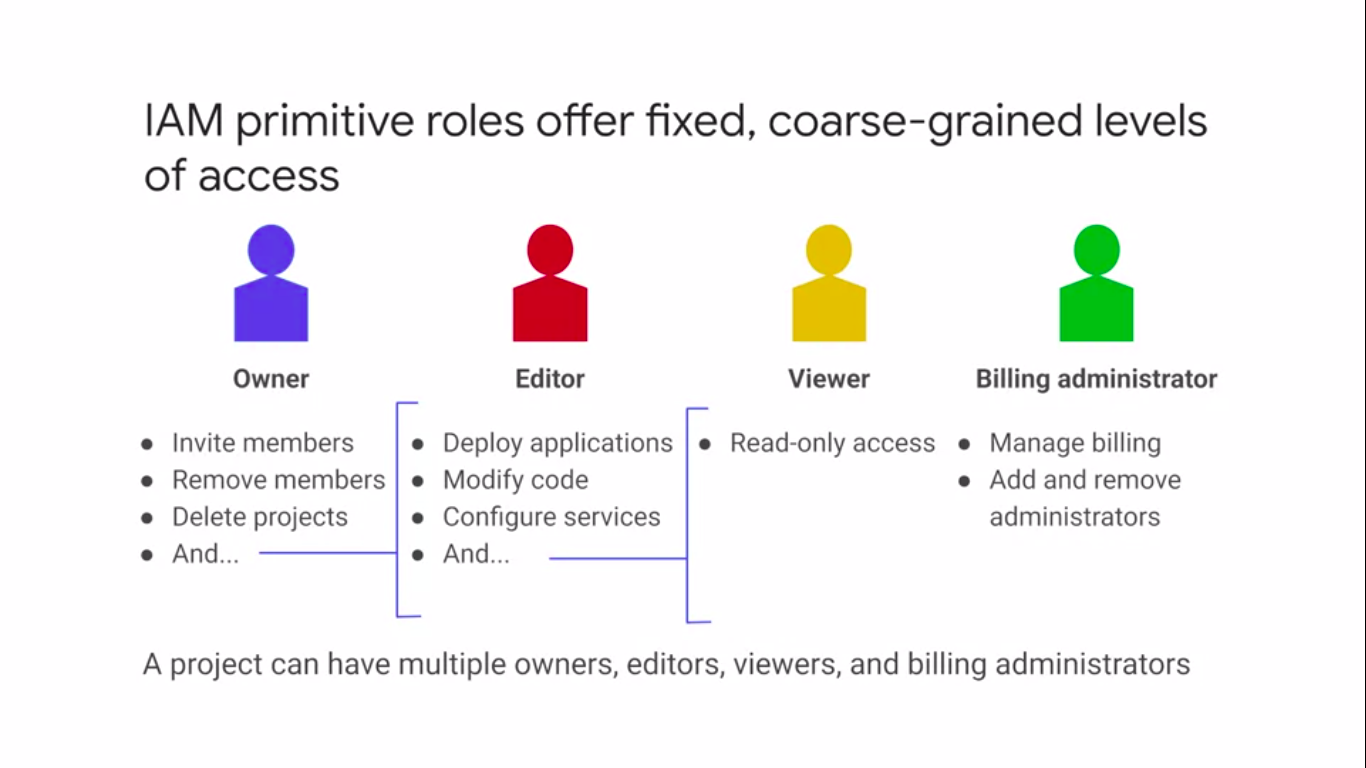 IAM primitive roles offer fixed, coarse-grained levels
of access
Owner
● Invite members
● Remove members
● Delete projects
● And...
Editor
● Deploy applications
● Modify code
● Configure services
● And...
Viewer
● Read-only access
Billing administrator
● Manage billing
● Add and remove
administrators
A project can have multiple owners, editors, viewers, and billing administrators